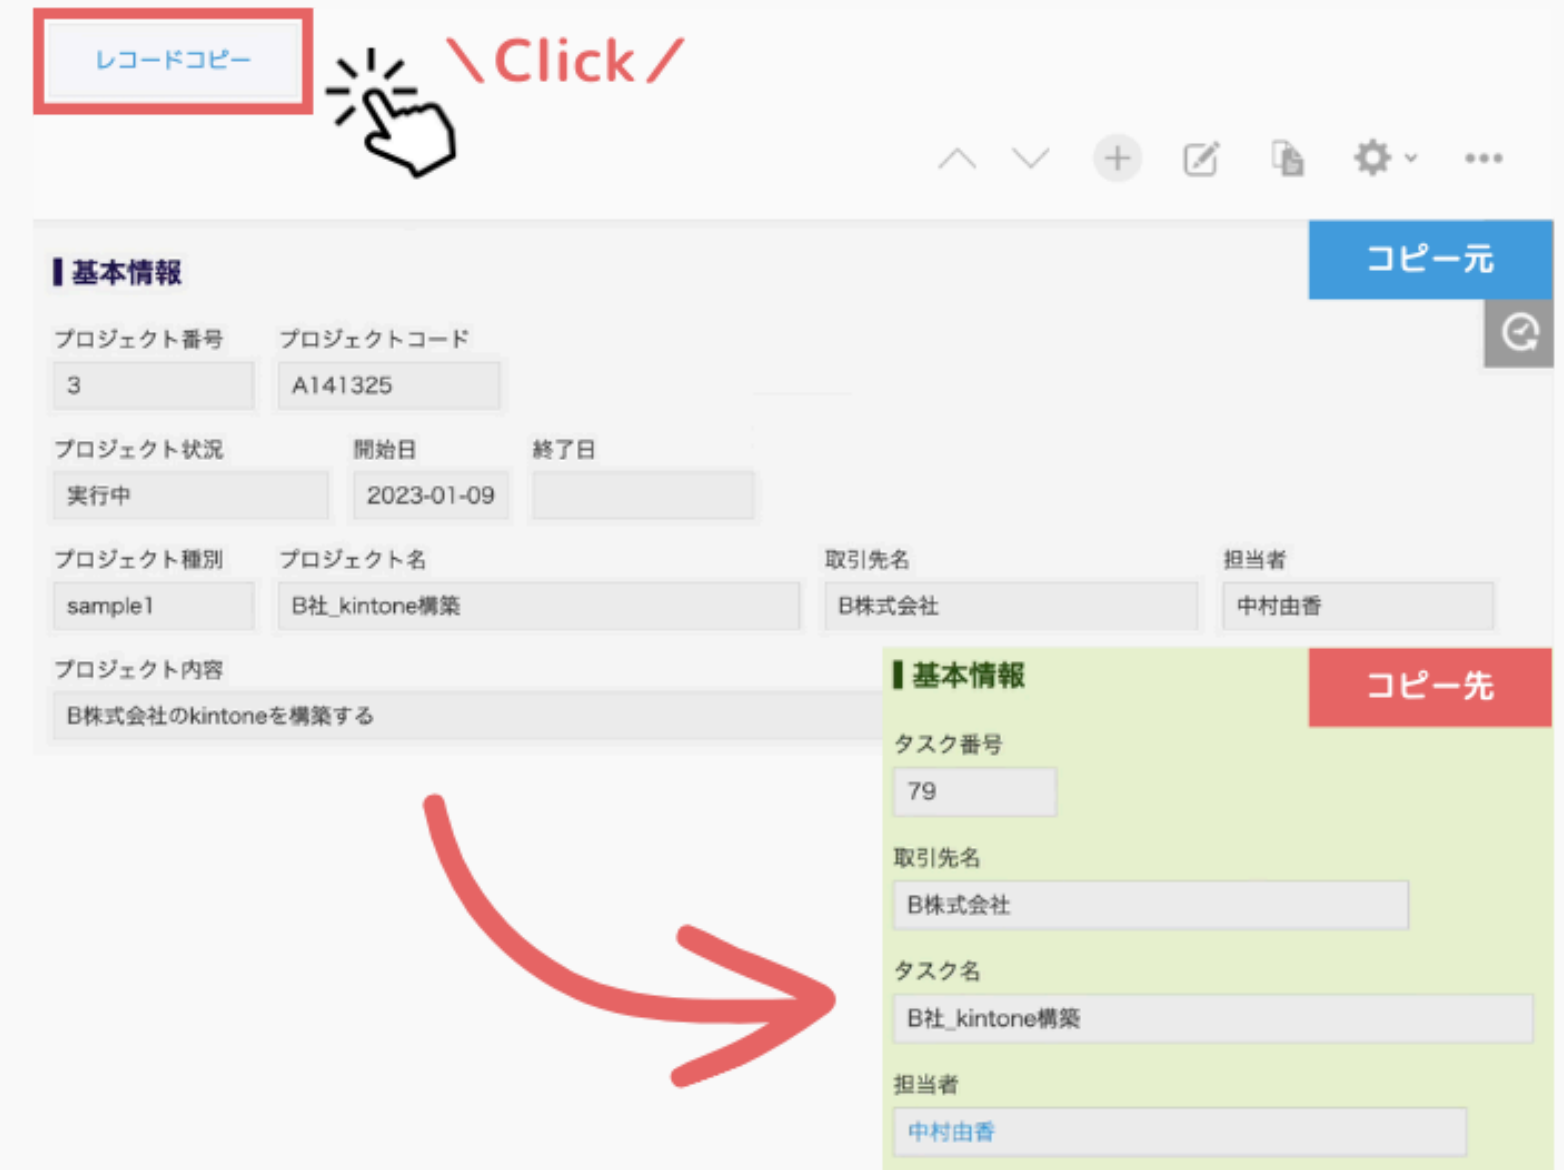 レコードコピー
\Click/
コピー元
基本情報
プロジェクト番号 プロジェクトコード
3 A141325
プロジェクト状況 開始日 終了日
実行中 2023-01-09
プロジェクト種別 プロジェクト名 取引先名 担当者
sample1 B社_kintone構築 B株式会社 中村由香
プロジェクト内容
B株式会社のkintoneを構築する
コピー先
基本情報
タスク番号
79
取引先名
B株式会社
タスク名
B社_kintone構築
担当者
中村由香